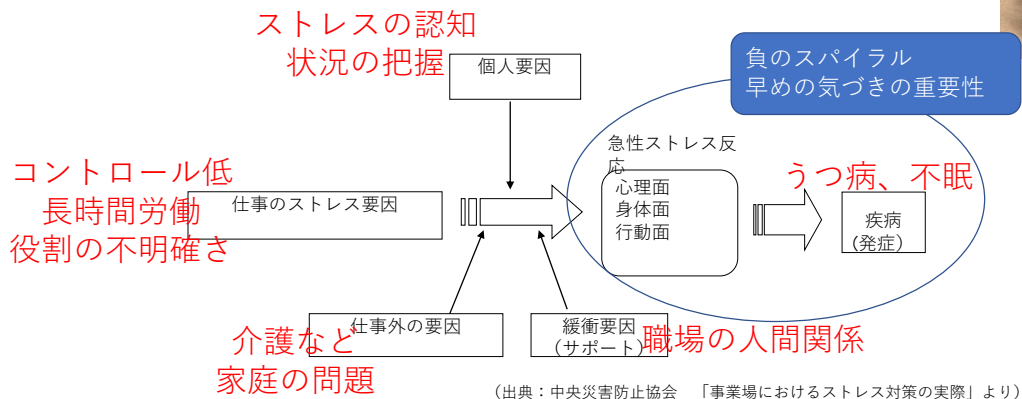 ストレスの認知
状況の把握
個人要因
負のスパイラル
早めの気づきの重要性
コントロール低
長時間労働
役割の不明確さ
仕事のストレス要因
急性ストレス反
応
心理面
身体面
行動面
うつ病、不眠
疾病
(発症)
仕事外の要因
介護など
家庭の問題
緩衝要因
(サポート)
職場の人間関係
(出典：中央災害防止協会　「事業場におけるストレス対策の実際」より)